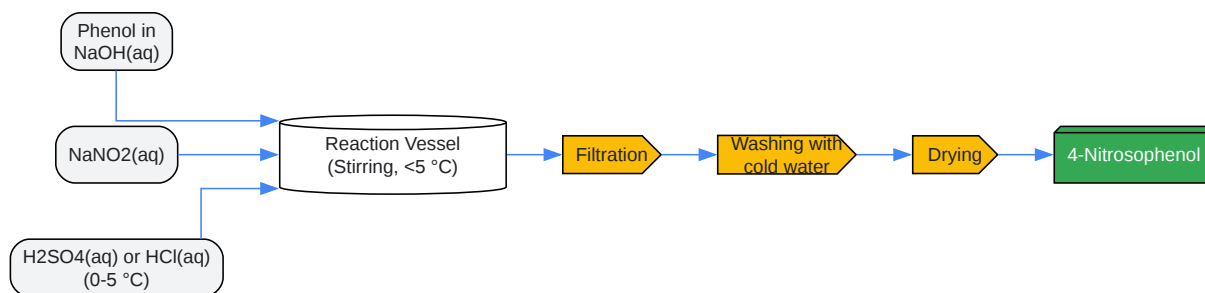 Phenol in
NaOH(aq)
NaNO2(aq)
H2SO4(aq) or HCl(aq)
(0-5 °C)
Reaction Vessel
(Stirring, <5 °C)
Filtration
Washing with
cold water
Drying
4-Nitrosophenol